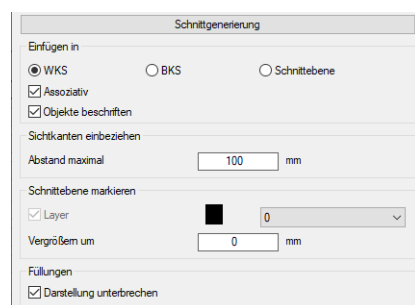 Schnittgenerierung
Einfügen in
WKS BKS Schnittebene
Assoziativ
Objekte beschriften
Sichtkanten einbeziehen
Abstand maximal 100 mm
Schnittebene markieren
Layer 0
Vergrößern um 0 mm
Füllungen
Darstellung unterbrechen